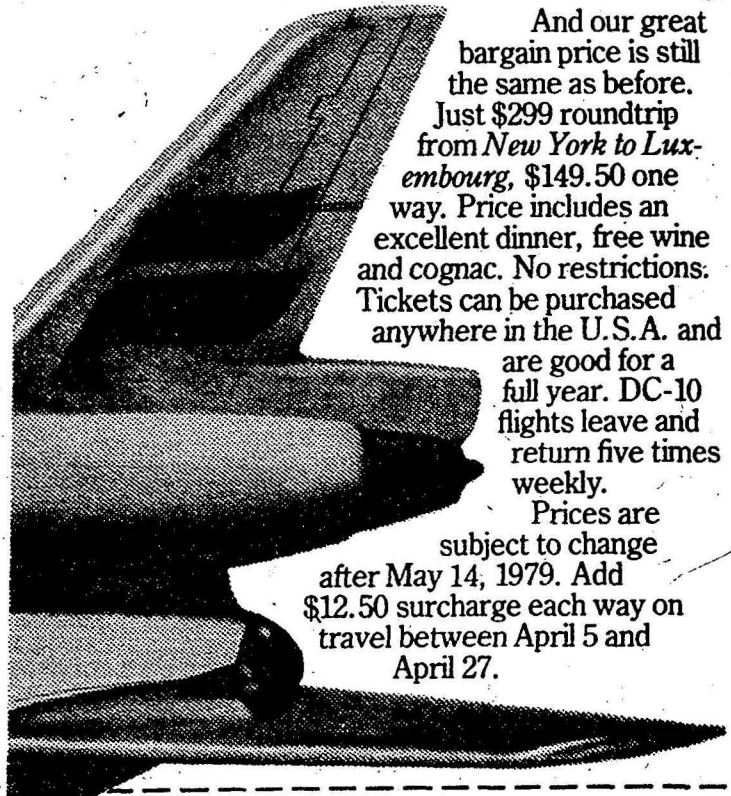 And our great
bargain price is still
the same as before.
Just $299 roundtrip
from New York to Lux-
embourg, $149.50 one
way. Price includes an
excellent dinner, free wine
and cognac. No restrictions.
Tickets can be purchased
anywhere in the U.S.A. and
are good for a
full year. DC-10
flights leave and
return five times
weekly.
Prices are
subject to change
after May 14, 1979. Add
$12.50 surcharge each way on
travel between April 5 and
April 27.